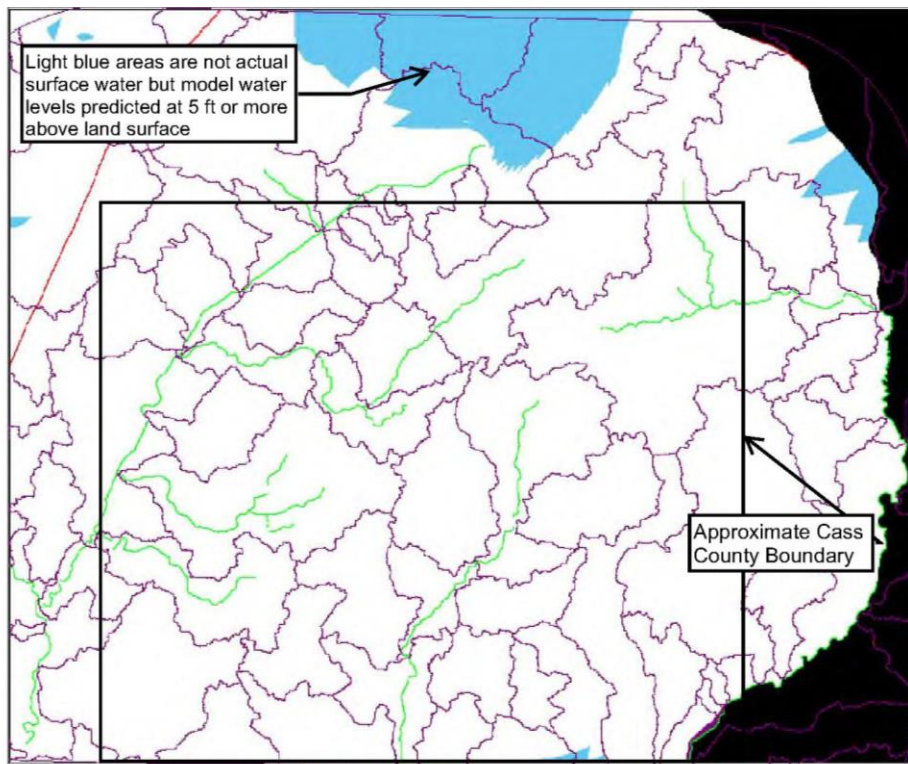 Light blue areas are not actual
surface water but model water
levels predicted at 5 ft or more
above land surface
Approximate Cass
County Boundary